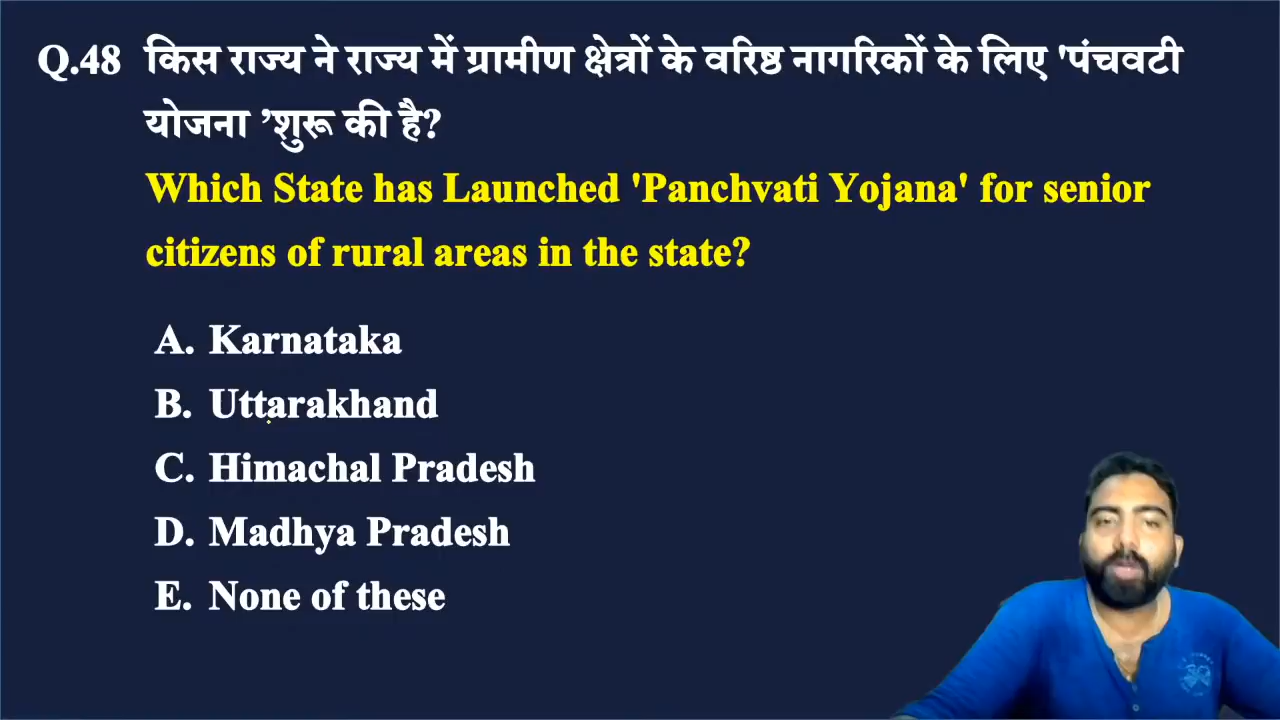 Q.48 किस राज्य ने राज्य में ग्रामीण क्षेत्रों के वरिष्ठ नागरिकों के लिए 'पंचवटी
योजना ’शुरू की है?
Which State has Launched 'Panchvati Yojana' for senior
citizens of rural areas in the state?
A. Karnataka
B. Uttarakhand
C. Himachal Pradesh
D. Madhya Pradesh
E. None of these